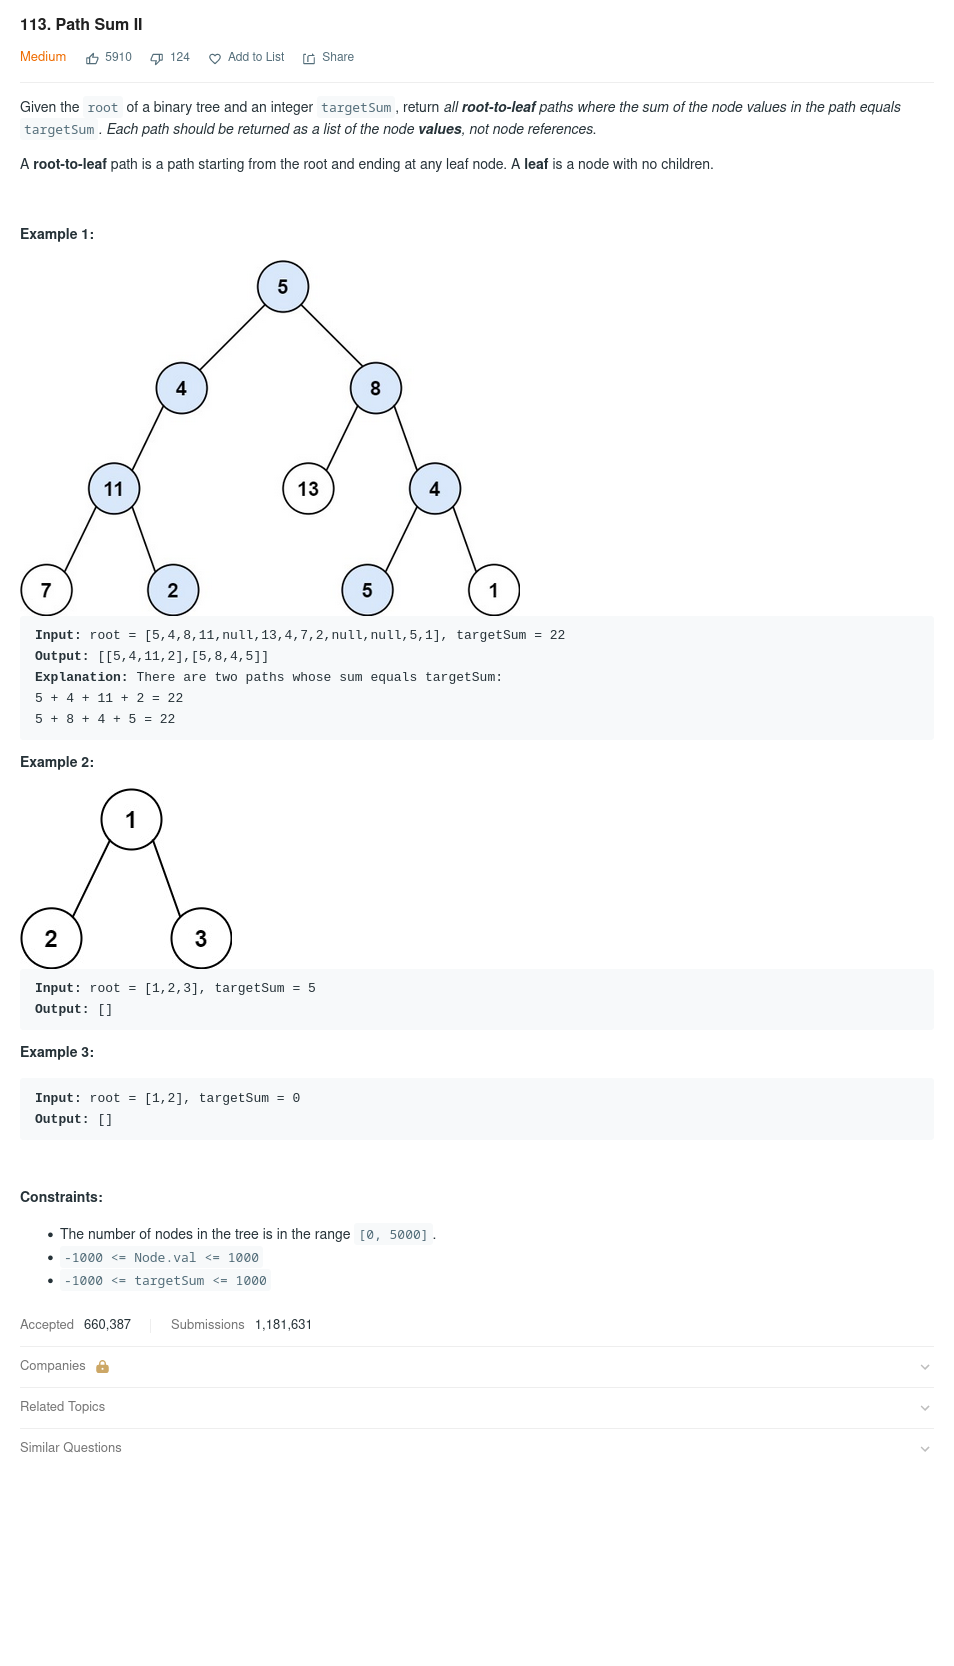 113. Path Sum II
Medium 5910 124 Add to List Share
Given the root of a binary tree and an integer targetSum, return all root-to-leaf paths where the sum of the node values in the path equals
targetSum. Each path should be returned as a list of the node values, not node references.
A root-to-leaf path is a path starting from the root and ending at any leaf node. A leaf is a node with no children.
Example 1:
5
4 8
11 13 4
7 2 5 1
Input: root = [5,4,8,11,null,13,4,7,2,null,null,5,1], targetSum = 22
Output: [[5,4,11,2],[5,8,4,5]]
Explanation: There are two paths whose sum equals targetSum:
5 + 4 + 11 + 2 = 22
5 + 8 + 4 + 5 = 22
Example 2:
1
2 3
Input: root = [1,2,3], targetSum = 5
Output: []
Example 3:
Input: root = [1,2], targetSum = 0
Output: []
Constraints:
• The number of nodes in the tree is in the range [0, 5000].
• -1000 <= Node.val <= 1000
• -1000 <= targetSum <= 1000
Accepted 660,387 Submissions 1,181,631
Companies
Related Topics
Similar Questions